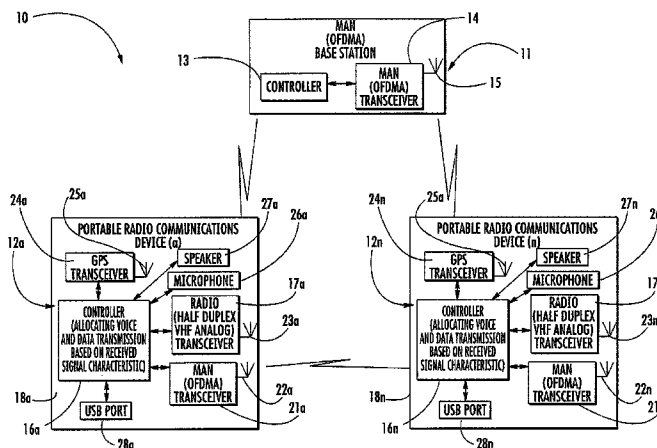 10
MAN
(OFDMA)
BASE STATION
14
11
13
CONTROLLER
MAN
(OFDMA)
TRANSCEIVER
15
25a
27a
24a
26a
PORTABLE RADIO COMMUNICATIONS
DEVICE (a)
SPEAKER
GPS
TRANSCEIVER
MICROPHONE
12a
17a
CONTROLLER
(ALLOCATING VOICE
AND DATA TRANSMISSION
BASED ON RECEIVED
SIGNAL CHARACTERISTIC)
RADIO
(HALF DUPLEX
VHF ANALOG)
TRANSCEIVER
23a
MAN
(OFDMA)
TRANSCEIVER
18a
22a
USB PORT
16a
21a
28a
25a
27n
24n
26
PORTABLE RADIO COMMUNICATIONS
DEVICE (n)
SPEAKER
GPS
TRANSCEIVER
MICROPHONE
12n
17
CONTROLLER
(ALLOCATING VOICE
AND DATA TRANSMISSION
BASED ON RECEIVED
SIGNAL CHARACTERISTIC)
RADIO
(HALF DUPLEX
VHF ANALOG)
TRANSCEIVER
23n
MAN
(OFDMA)
TRANSCEIVER
18n
22n
USB PORT
16n
21
28n